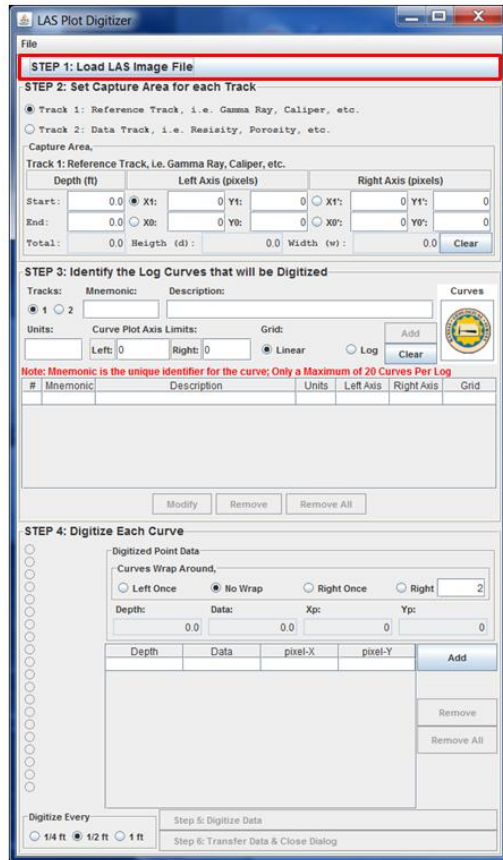 LAS Plot Digitizer
File
STEP 1: Load LAS Image File
STEP 2: Set Capture Area for each Track
Track 1: Reference Track, i.e. Gamma Ray, Caliper, etc.
Track 2: Data Track, i.e. Resisity, Porosity, etc.
Capture Area,
Track 1: Reference Track, i.e. Gamma Ray, Caliper, etc.
Depth (ft) Left Axis (pixels) Right Axis (pixels)
Start: 0.0 X1: 0 Y1: 0 X1': 0 Y1': 0
End: 0.0 X0: 0 Y0: 0 X0': 0 Y0': 0
Total: 0.0 Heigth (d): 0.0 Width (w): 0.0 Clear
STEP 3: Identify the Log Curves that will be Digitized
Tracks: Mnemonic: Description: Curves
1 2
Units: Curve Plot Axis Limits: Grid: Add
Left: 0 Right: 0 Linear Log Clear
Note: Mnemonic is the unique identifier for the curve; Only a Maximum of 20 Curves Per Log
# Mnemonic Description Units Left Axis Right Axis Grid
Modify Remove Remove All
STEP 4: Digitize Each Curve
Digitized Point Data
Curves Wrap Around,
Left Once No Wrap Right Once Right 2
Depth: Data: Xp: Yp:
0.0 0.0 0 0
Depth Data pixel-X pixel-Y Add
Remove
Remove All
Digitize Every Step 5: Digitize Data
1/4 ft 1/2 ft 1 ft Step 6: Transfer Data & Close Dialog